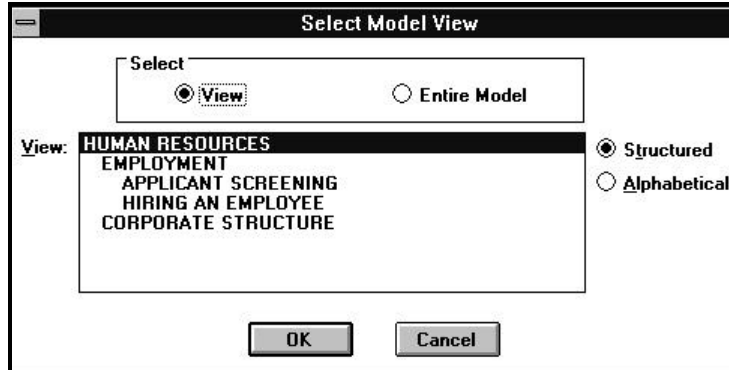 Select Model View
Select
View
Entire Model
View:
HUMAN RESOURCES
EMPLOYMENT
APPLICANT SCREENING
HIRING AN EMPLOYEE
CORPORATE STRUCTURE
Structured
Alphabetical
OK
Cancel